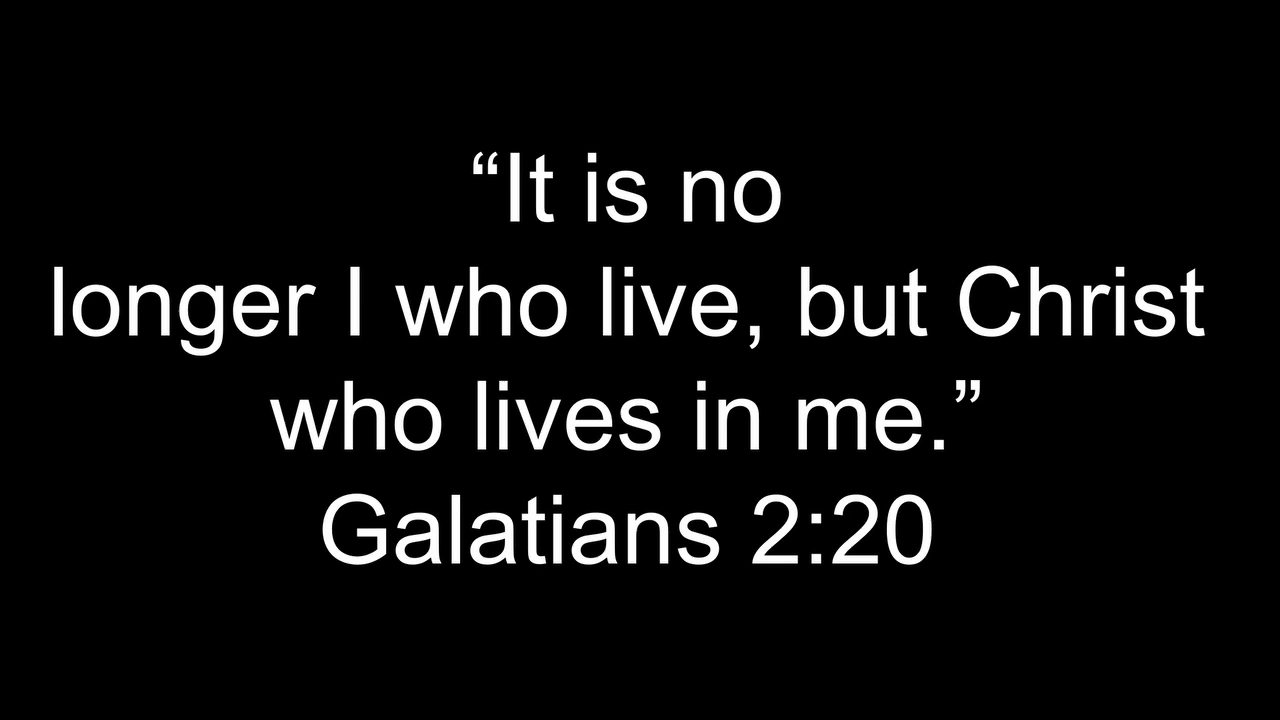 “It is no
longer I who live, but Christ
who lives in me.”
Galatians 2:20